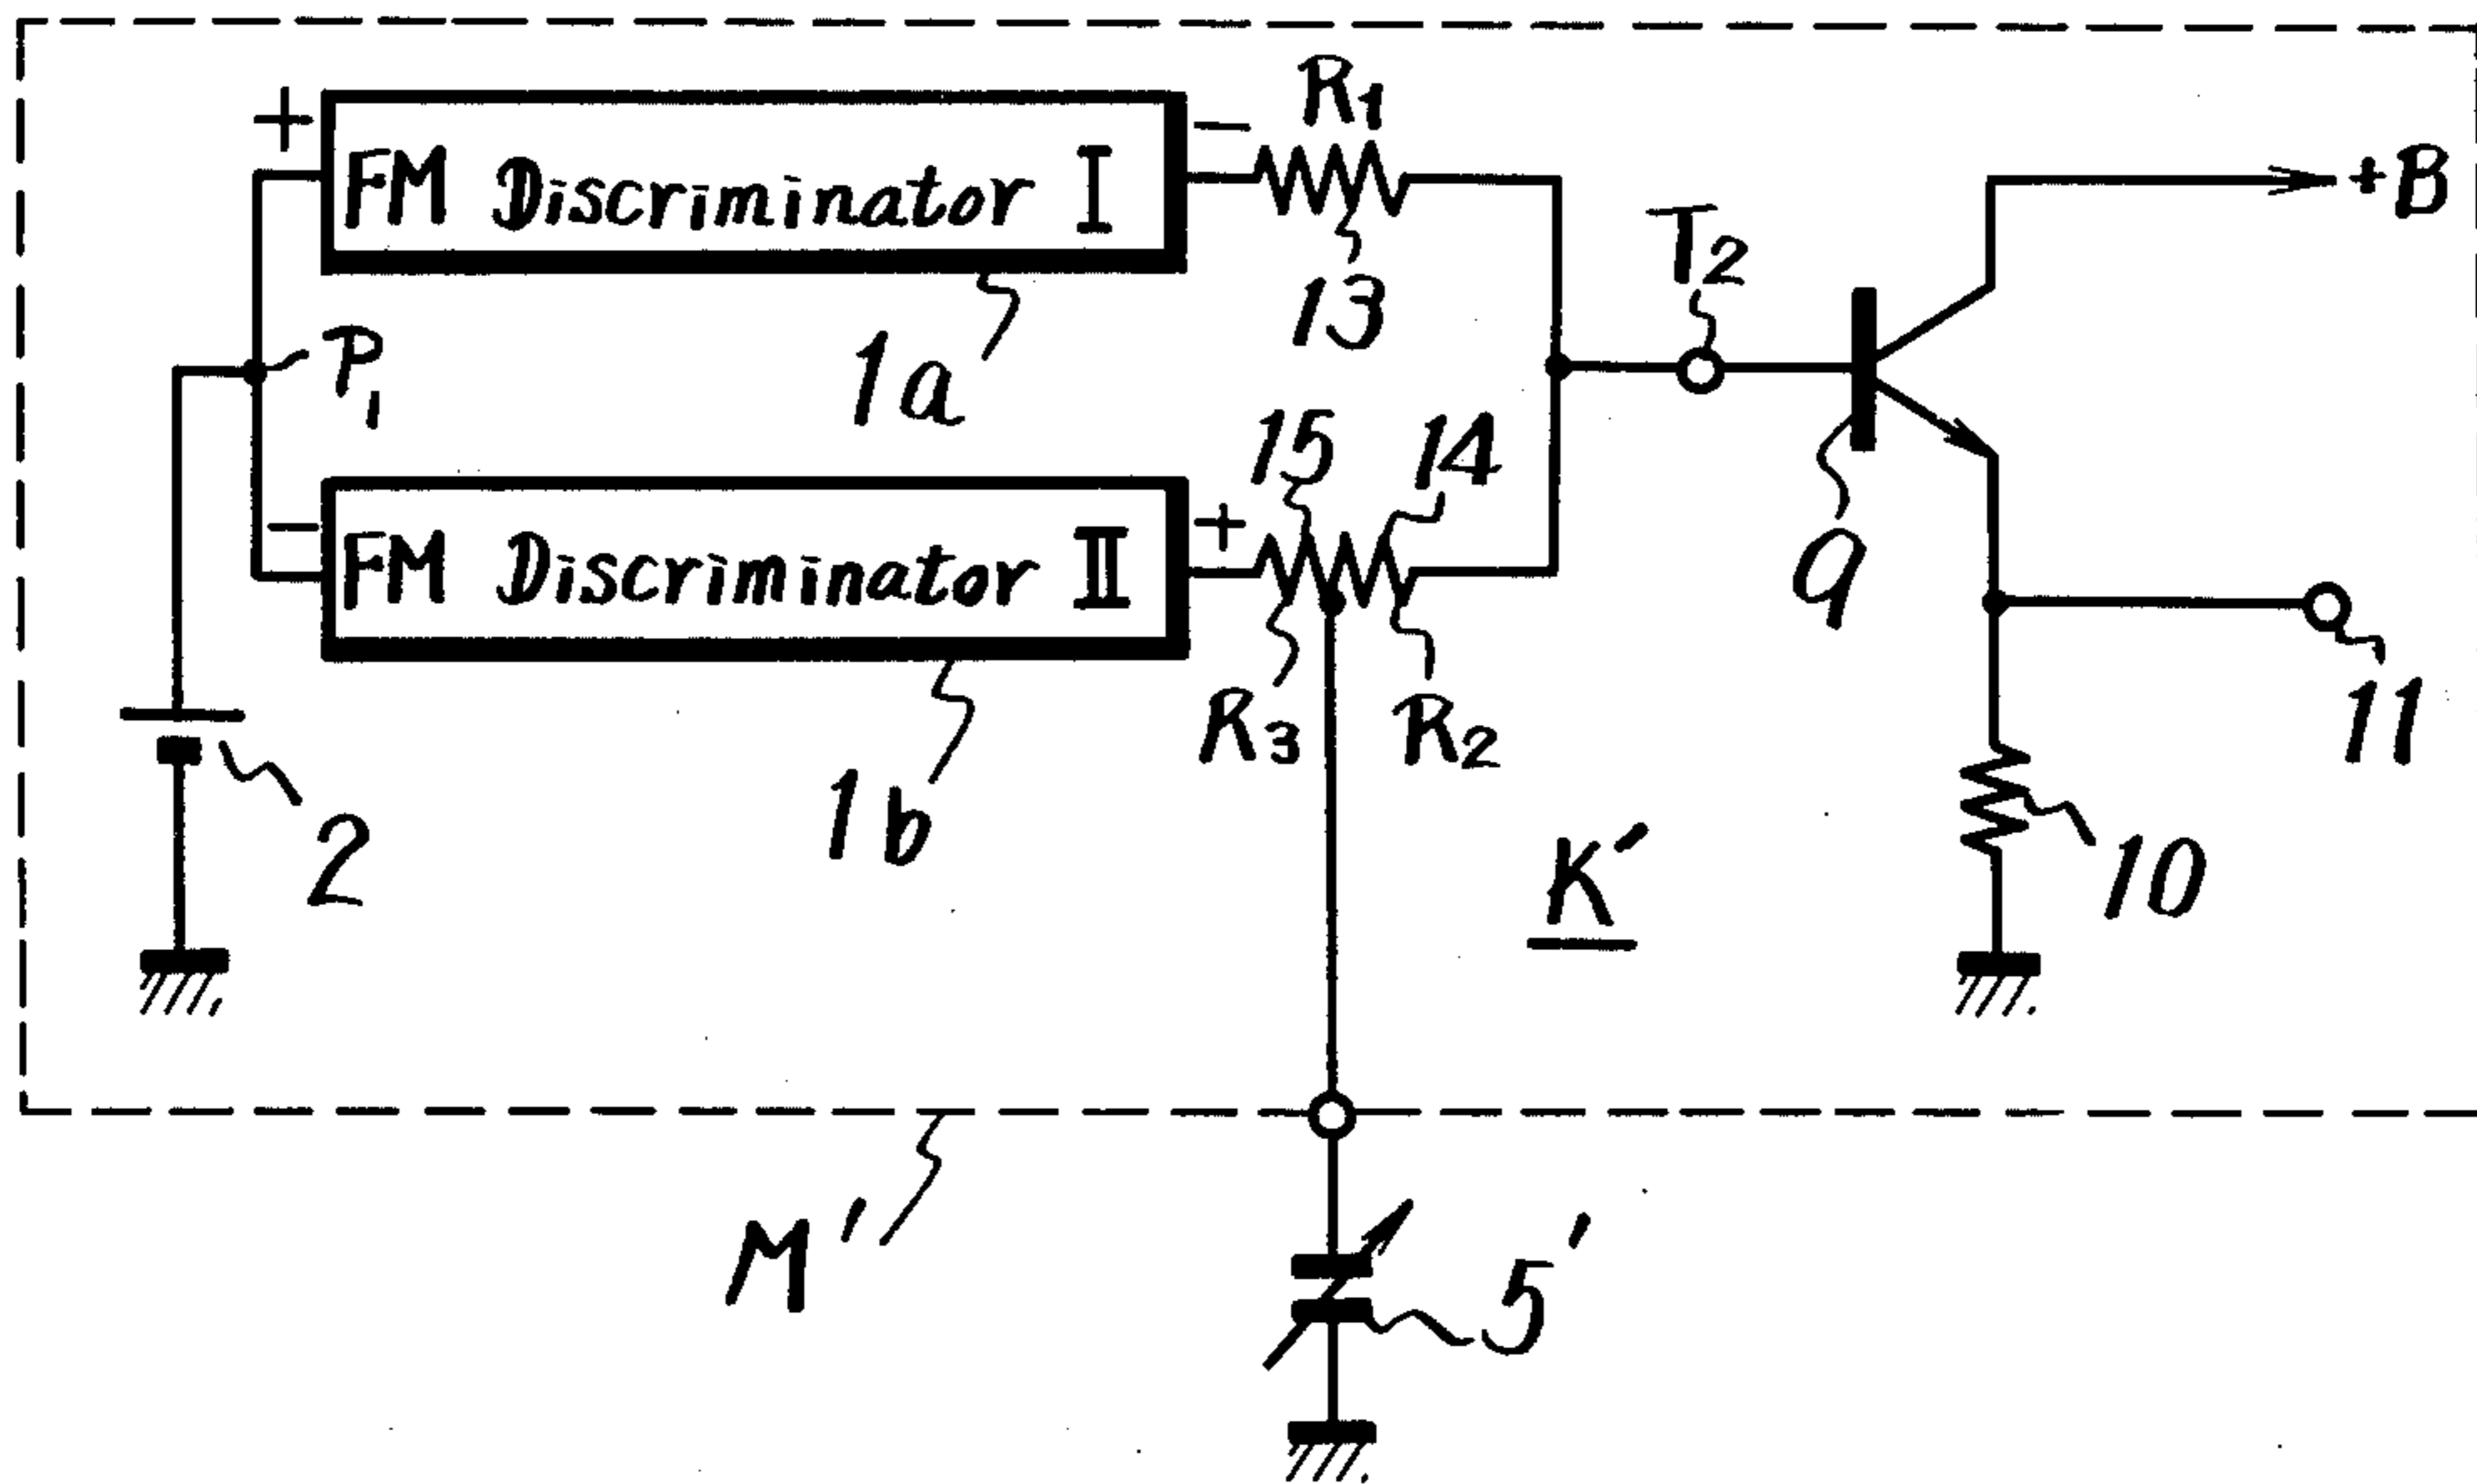 R1
+
−
FM Discriminator I
+B
13
T2
P1
1a
15
14
−
+
FM Discriminator II
9
11
R3
R2
1b
2
K'
10
M'
5'